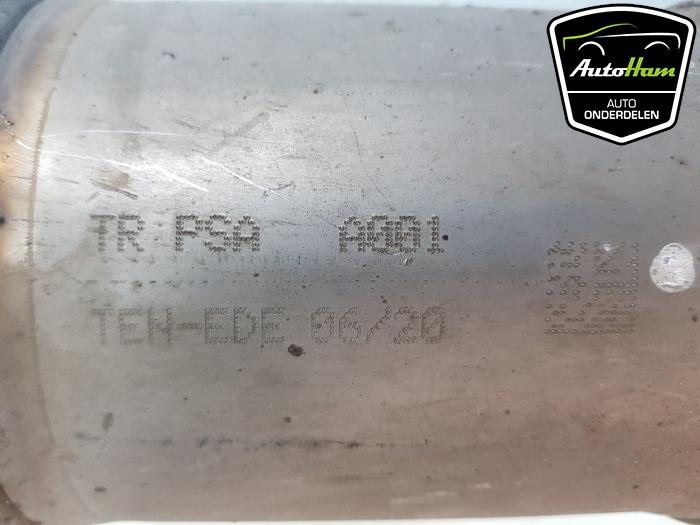 AutoHam
AUTO
ONDERDELEN
TR PSA A001
TEN-EDE 06/20